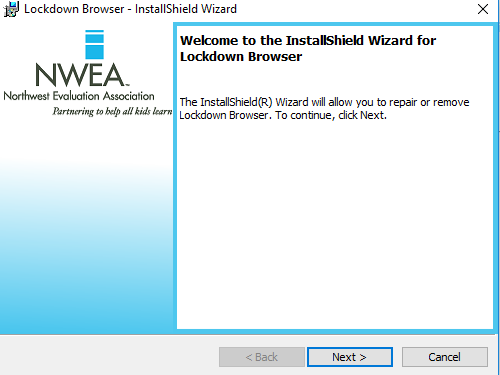 Lockdown Browser - InstallShield Wizard
NWEA™
Northwest Evaluation Association
Partnering to help all kids learn
Welcome to the InstallShield Wizard for
Lockdown Browser
The InstallShield(R) Wizard will allow you to repair or remove
Lockdown Browser. To continue, click Next.
< Back
Next >
Cancel